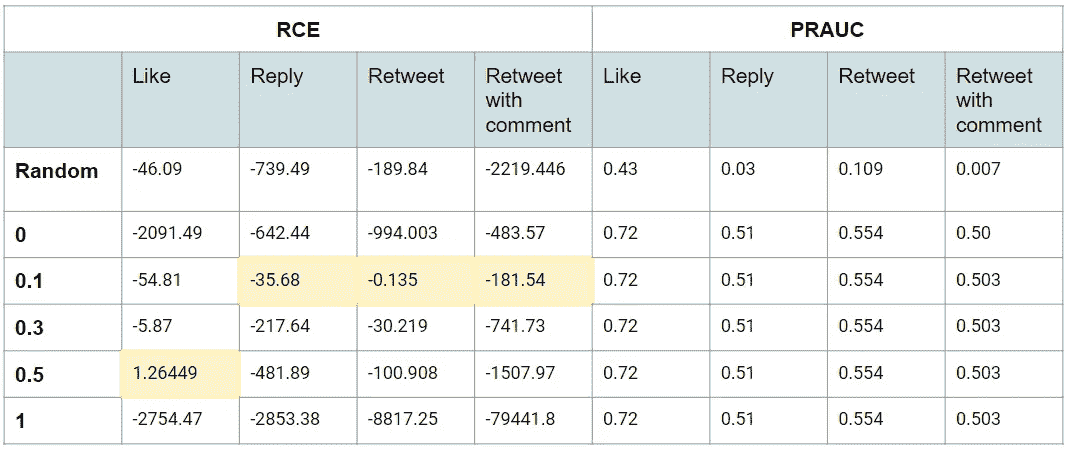 RCE PRAUC
Like Reply Retweet Retweet with comment Like Reply Retweet Retweet with comment
Random -46.09 -739.49 -189.84 -2219.446 0.43 0.03 0.109 0.007
0 -2091.49 -642.44 -994.003 -483.57 0.72 0.51 0.554 0.50
0.1 -54.81 -35.68 -0.135 -181.54 0.72 0.51 0.554 0.503
0.3 -5.87 -217.64 -30.219 -741.73 0.72 0.51 0.554 0.503
0.5 1.26449 -481.89 -100.908 -1507.97 0.72 0.51 0.554 0.503
1 -2754.47 -2853.38 -8817.25 -79441.8 0.72 0.51 0.554 0.503